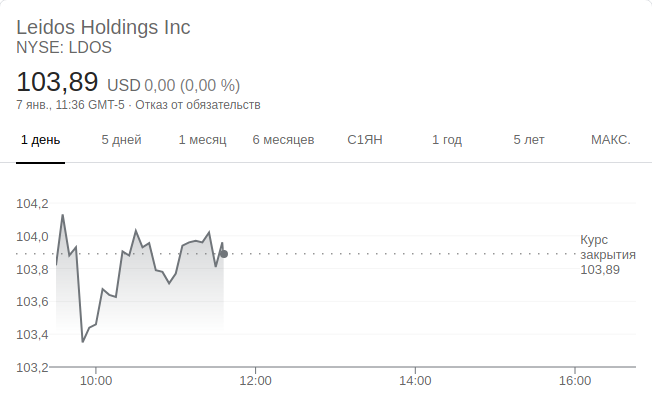 Leidos Holdings Inc
NYSE: LDOS
103,89 USD 0,00 (0,00 %)
7 янв., 11:36 GMT-5 · Отказ от обязательств
1 день 5 дней 1 месяц 6 месяцев С1ЯН 1 год 5 лет МАКС.
104,2
104,0
103,8
103,6
103,4
103,2
Курс
закрытия
103,89
10:00 12:00 14:00 16:00